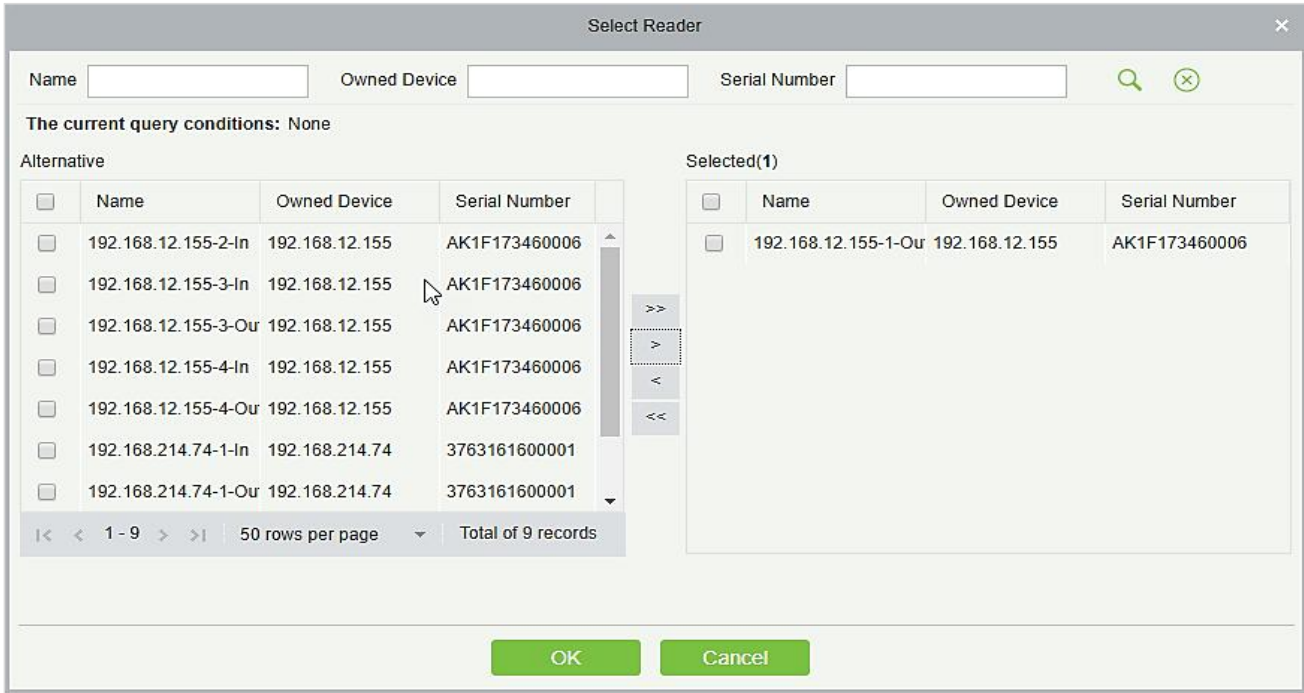 Select Reader ×
Name Owned Device Serial Number
The current query conditions: None
Alternative Selected(1)
Name Owned Device Serial Number Name Owned Device Serial Number
192.168.12.155-2-In 192.168.12.155 AK1F173460006 192.168.12.155-1-Ou 192.168.12.155 AK1F173460006
192.168.12.155-3-In 192.168.12.155 AK1F173460006
>>
192.168.12.155-3-Ou 192.168.12.155 AK1F173460006
>
192.168.12.155-4-In 192.168.12.155 AK1F173460006
<
192.168.12.155-4-Ou 192.168.12.155 AK1F173460006
<<
192.168.214.74-1-In 192.168.214.74 3763161600001
192.168.214.74-1-Ou 192.168.214.74 3763161600001
|< < 1 - 9 > >| 50 rows per page Total of 9 records
OK Cancel